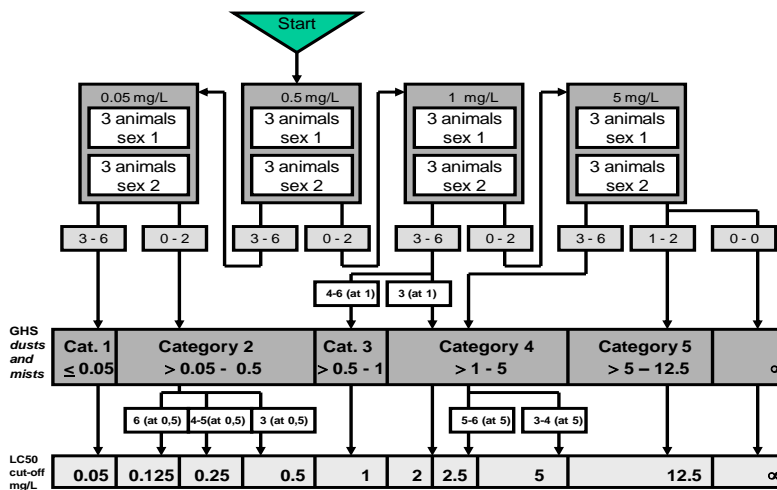 Start
0.05 mg/L
3 animals
sex 1
3 animals
sex 2
0.5 mg/L
3 animals
sex 1
3 animals
sex 2
1 mg/L
3 animals
sex 1
3 animals
sex 2
5 mg/L
3 animals
sex 1
3 animals
sex 2
3 - 6
0 - 2
3 - 6
0 - 2
3 - 6
0 - 2
3 - 6
1 - 2
0 - 0
4-6 (at 1)
3 (at 1)
GHS
dusts
and
mists
Cat. 1
≤ 0.05
Category 2
> 0.05 - 0.5
Cat. 3
> 0.5 - 1
Category 4
> 1 - 5
Category 5
> 5 – 12.5
∞
6 (at 0,5)
4-5(at 0,5)
3 (at 0,5)
5-6 (at 5)
3-4 (at 5)
LC50
cut-off
mg/L
0.05
0.125
0.25
0.5
1
2
2.5
5
12.5
∞